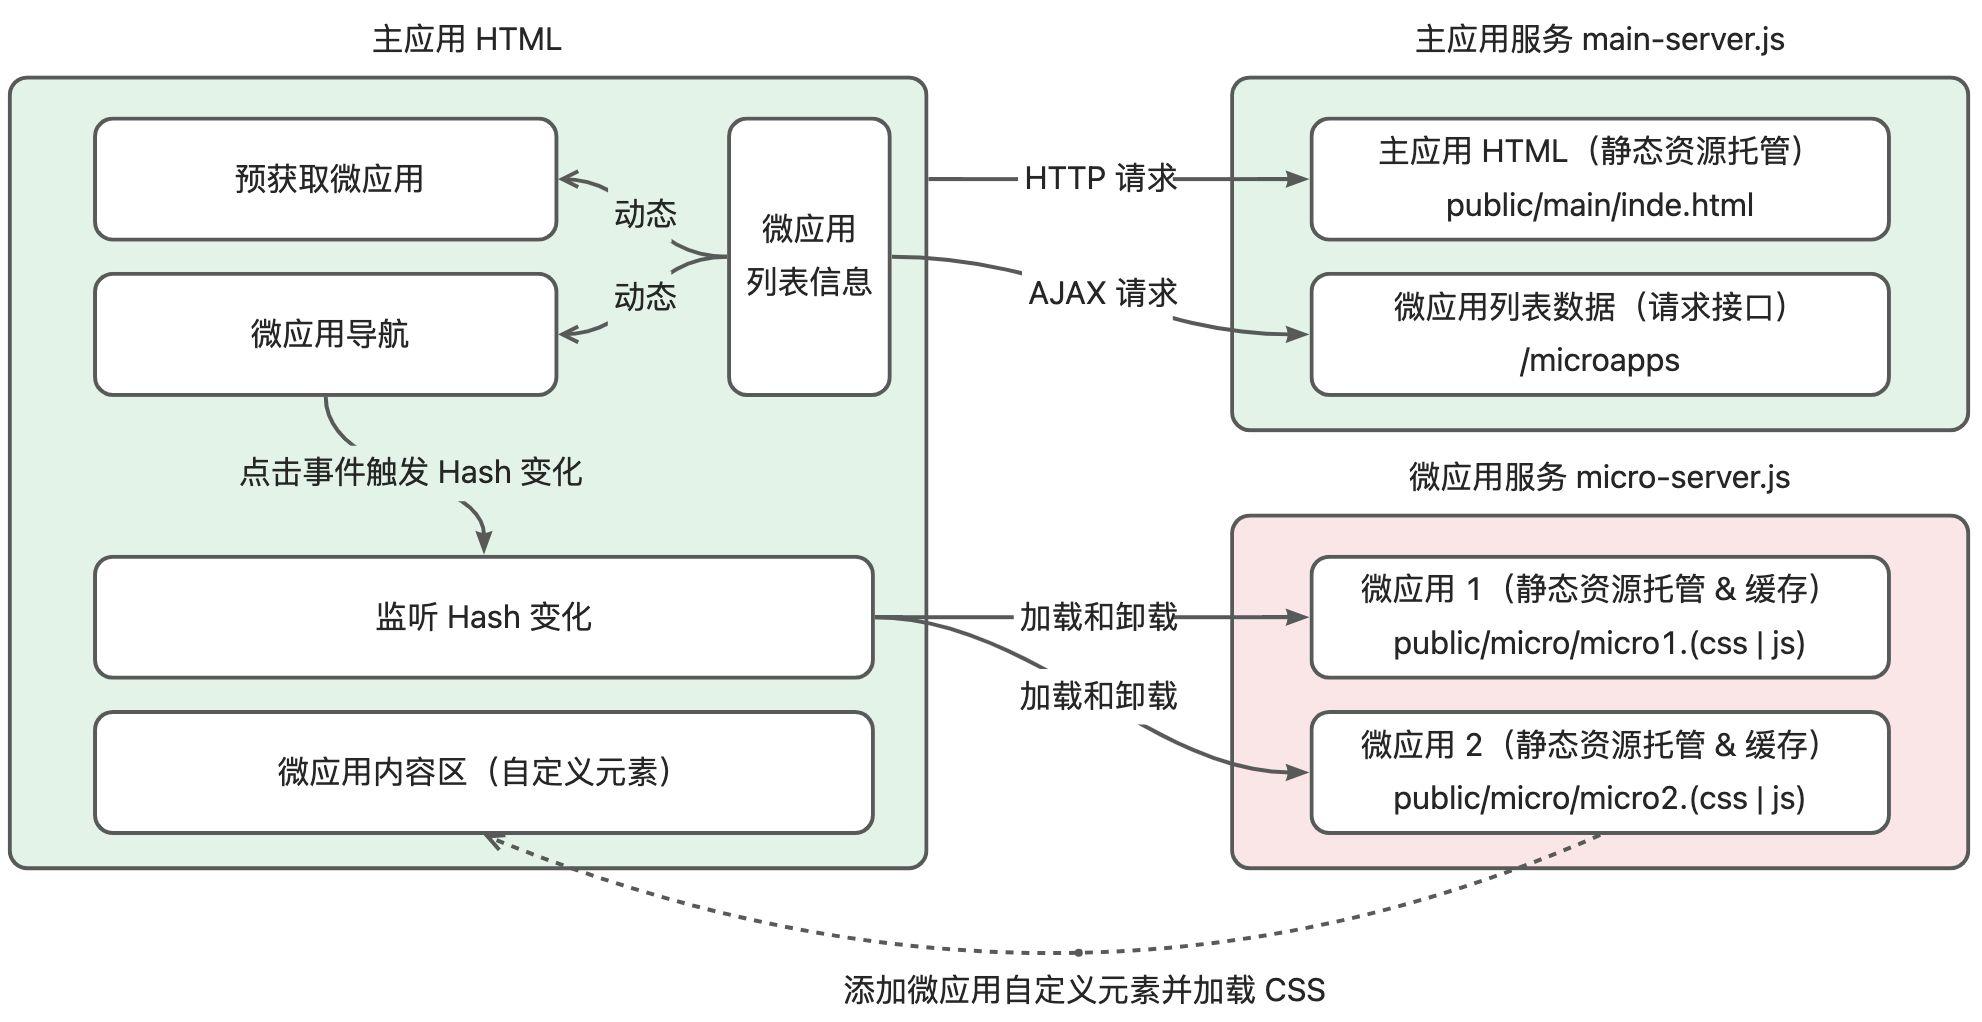 主应用 HTML
预获取微应用
动态
微应用
列表信息
动态
微应用导航
点击事件触发 Hash 变化
监听 Hash 变化
微应用内容区（自定义元素）
HTTP 请求
AJAX 请求
加载和卸载
加载和卸载
主应用服务 main-server.js
主应用 HTML（静态资源托管）
public/main/inde.html
微应用列表数据（请求接口）
/microapps
微应用服务 micro-server.js
微应用 1（静态资源托管 & 缓存）
public/micro/micro1.(css | js)
微应用 2（静态资源托管 & 缓存）
public/micro/micro2.(css | js)
添加微应用自定义元素并加载 CSS